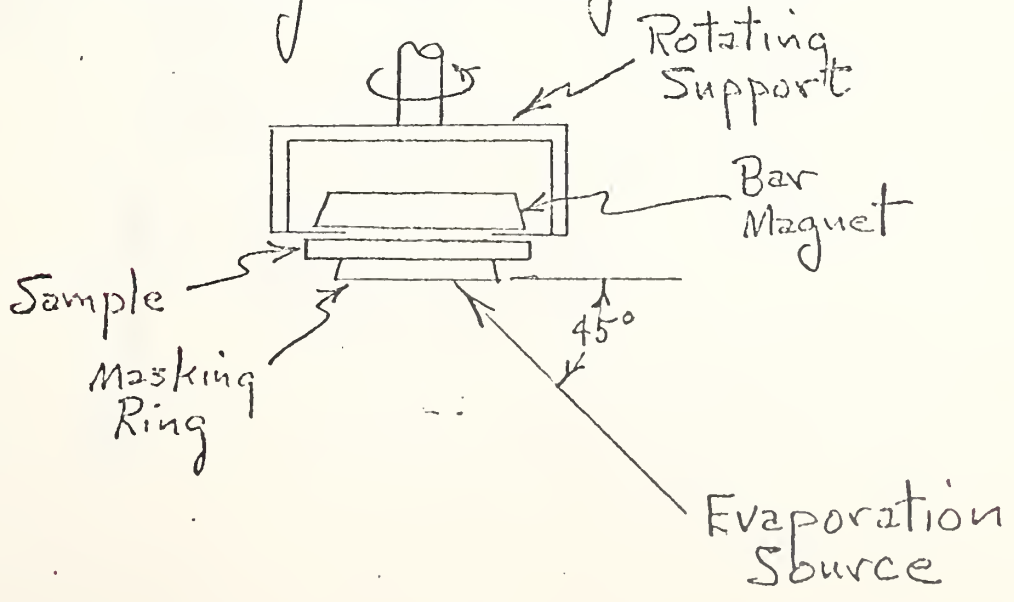 Rotating
Support
Bar
Magnet
Sample
45°
Masking
Ring
Evaporation
Source